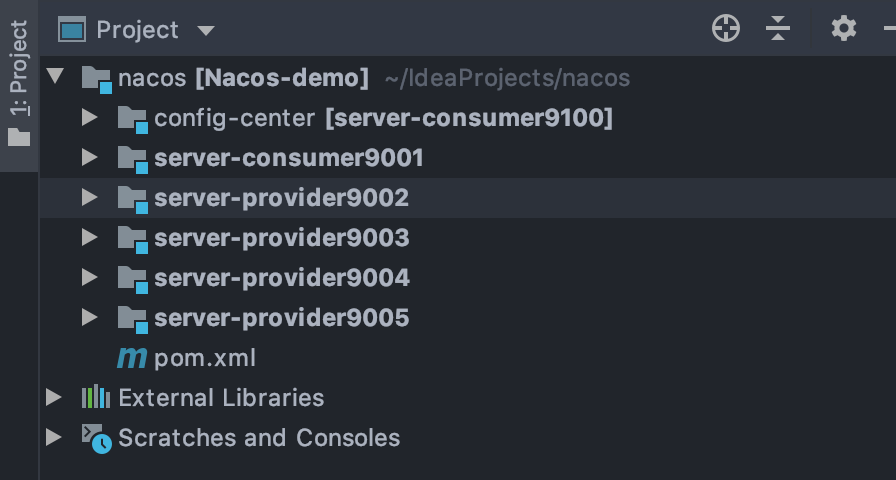 1: Project
Project
nacos [Nacos-demo] ~/IdeaProjects/nacos
config-center [server-consumer9100]
server-consumer9001
server-provider9002
server-provider9003
server-provider9004
server-provider9005
pom.xml
External Libraries
Scratches and Consoles